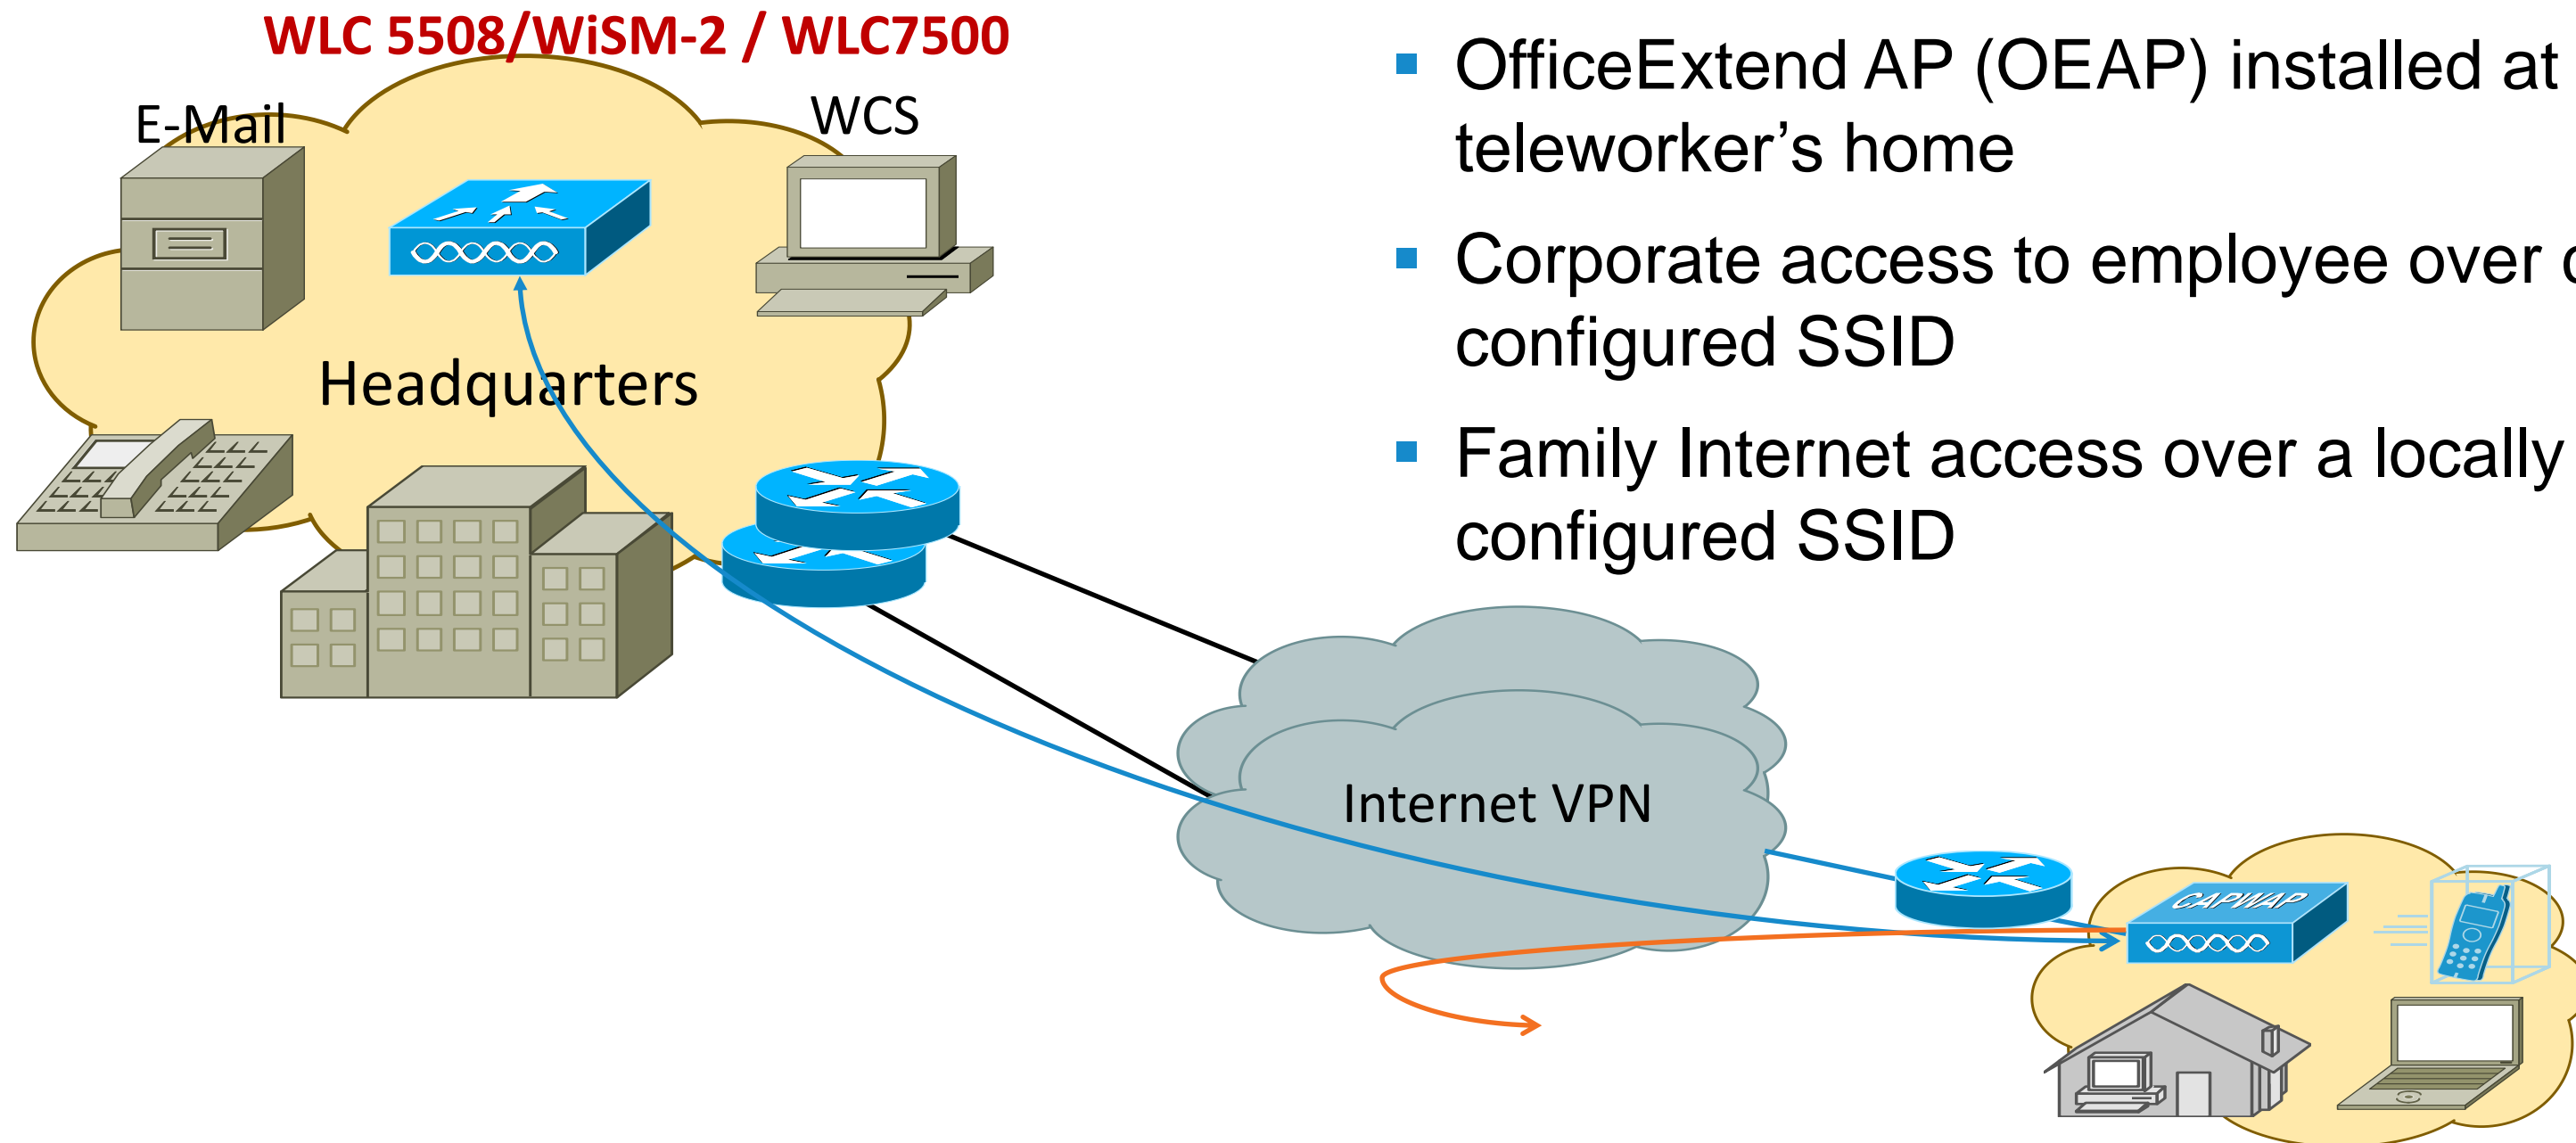 WLC 5508/WiSM-2 / WLC7500
E-Mail
WCS
Headquarters
OfficeExtend AP (OEAP) installed at
teleworker’s home
Corporate access to employee over
configured SSID
Family Internet access over a locally
configured SSID
Internet VPN
CAPWAP